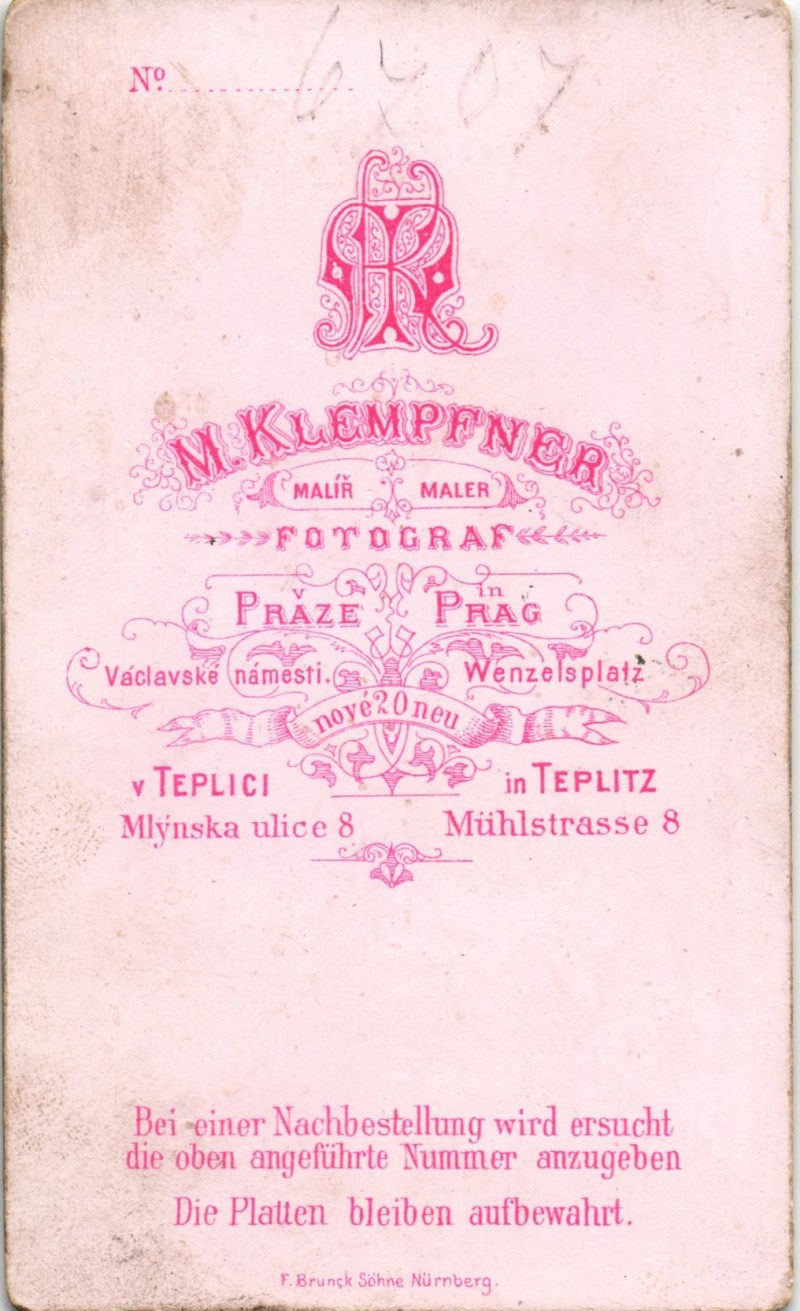 Nº 6707
M. KLEMPFNER
MALÍŘ MALER
FOTOGRAF
v PRÁZE in PRAG
Václavské námesti. Wenzelsplatz
nové 20 neu
v TEPLICI in TEPLITZ
Mlýnska ulice 8 Mühlstrasse 8
Bei einer Nachbestellung wird ersucht
die oben angeführte Nummer anzugeben
Die Platten bleiben aufbewahrt.
F. Brunck Söhne Nürnberg.